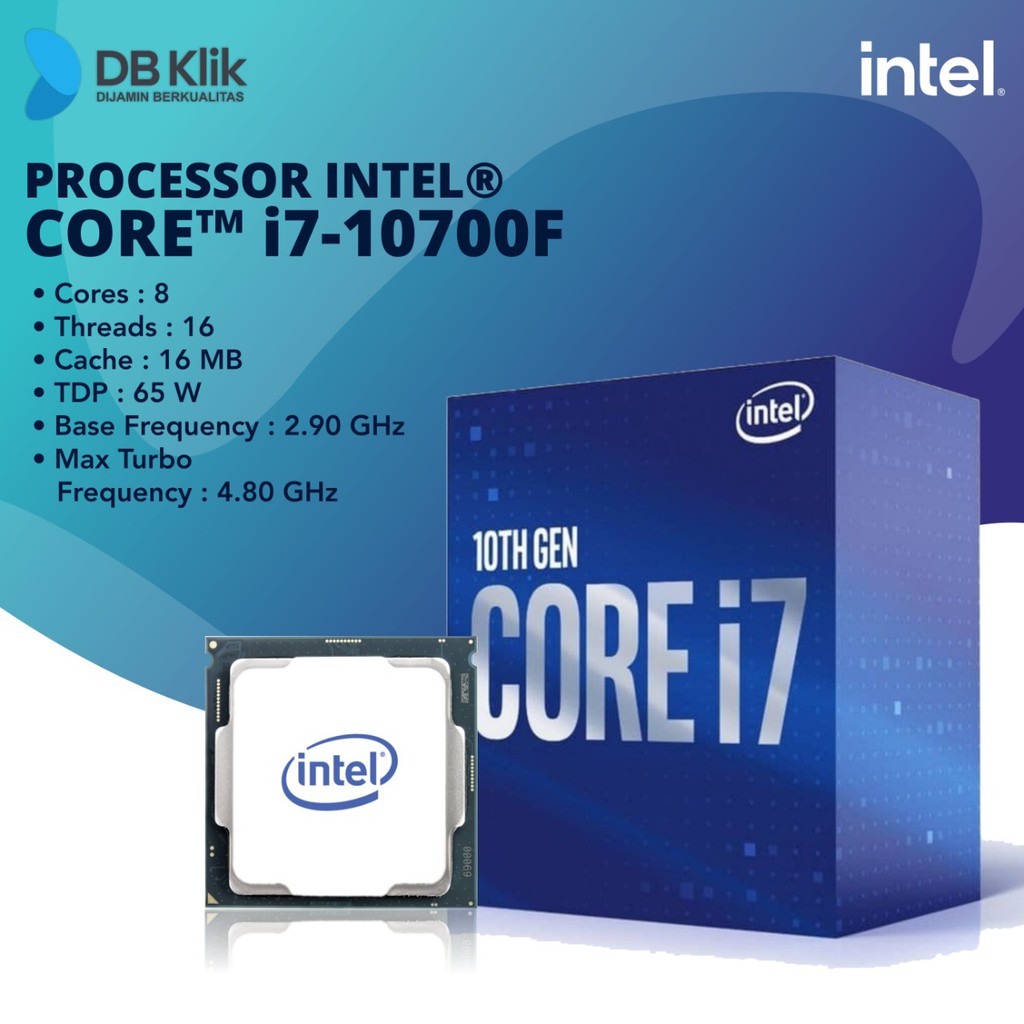 DB Klik
DIJAMIN BERKUALITAS
intel®
PROCESSOR INTEL®
CORE™ i7-10700F
• Cores : 8
• Threads : 16
• Cache : 16 MB
• TDP : 65 W
• Base Frequency : 2.90 GHz
• Max Turbo
Frequency : 4.80 GHz
intel
10TH GEN
CORE i7
intel®
69000